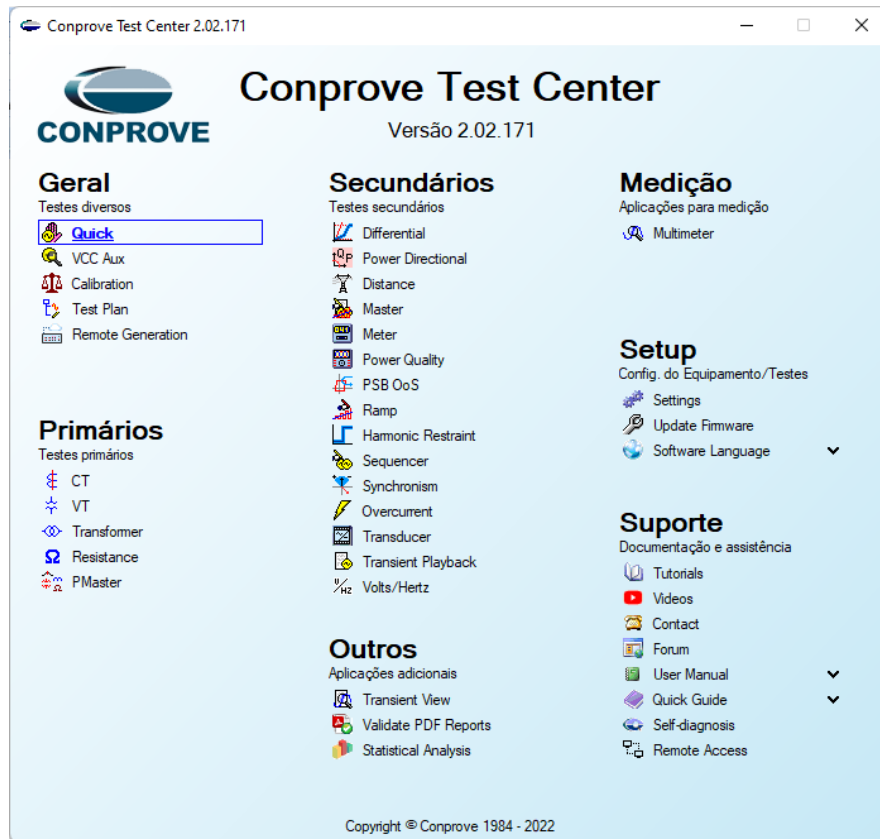 Conprove Test Center 2.02.171
CONPROVE
Conprove Test Center
Versão 2.02.171
Geral
Testes diversos
Quick
VCC Aux
Calibration
Test Plan
Remote Generation
Primários
Testes primários
CT
VT
Transformer
Resistance
PMaster
Secundários
Testes secundários
Differential
Power Directional
Distance
Master
Meter
Power Quality
PSB OoS
Ramp
Harmonic Restraint
Sequencer
Synchronism
Overcurrent
Transducer
Transient Playback
Volts/Hertz
Outros
Aplicações adicionais
Transient View
Validate PDF Reports
Statistical Analysis
Medição
Aplicações para medição
Multimeter
Setup
Config. do Equipamento/Testes
Settings
Update Firmware
Software Language
Suporte
Documentação e assistência
Tutorials
Videos
Contact
Forum
User Manual
Quick Guide
Self-diagnosis
Remote Access
Copyright © Conprove 1984 - 2022